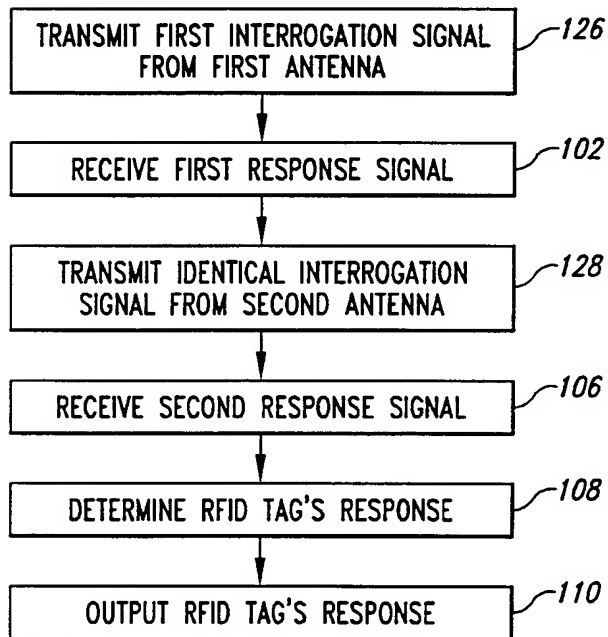 TRANSMIT FIRST INTERROGATION SIGNAL
FROM FIRST ANTENNA
126
RECEIVE FIRST RESPONSE SIGNAL
102
TRANSMIT IDENTICAL INTERROGATION
SIGNAL FROM SECOND ANTENNA
128
RECEIVE SECOND RESPONSE SIGNAL
106
DETERMINE RFID TAG'S RESPONSE
108
OUTPUT RFID TAG'S RESPONSE
110